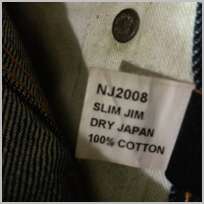 NJ2008
SLIM JIM
DRY JAPAN
100% COTTON